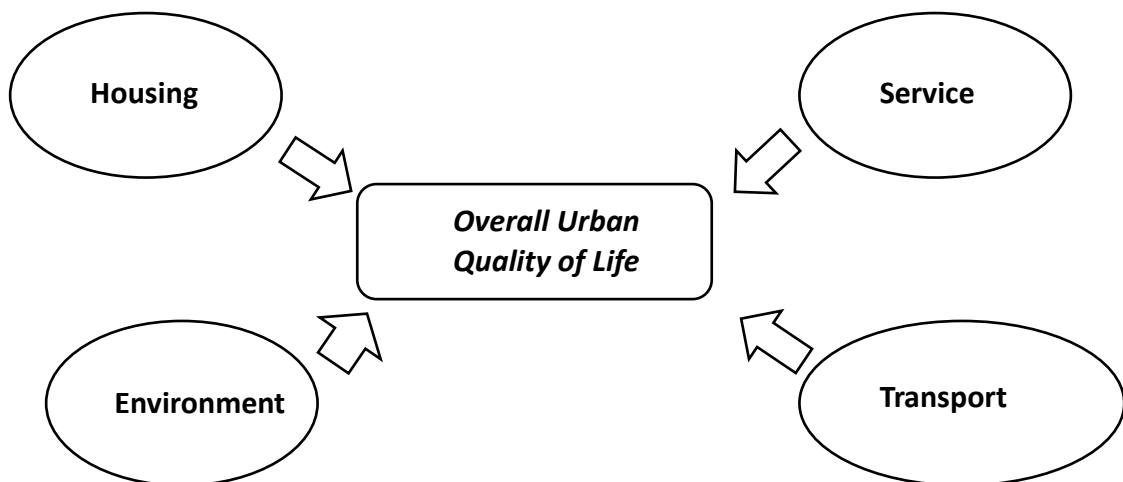 Housing
Service
Overall Urban
Quality of Life
Environment
Transport